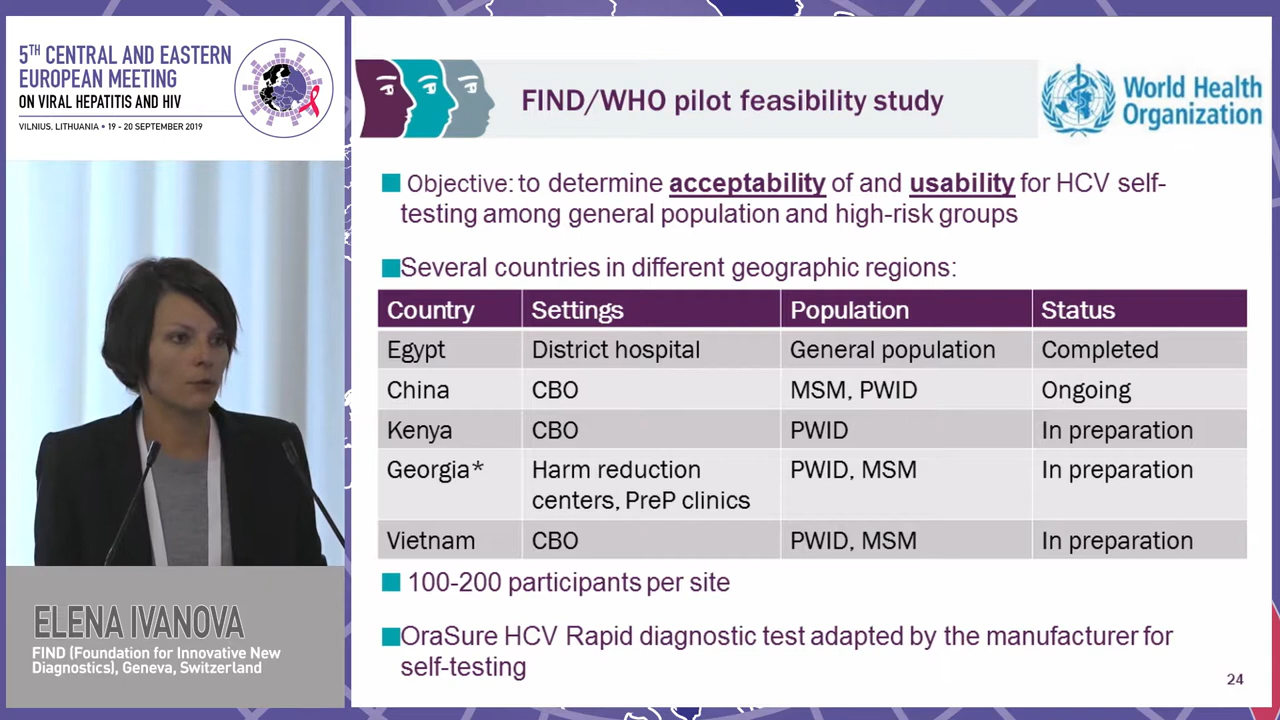 5TH CENTRAL AND EASTERN
EUROPEAN MEETING
ON VIRAL HEPATITIS AND HIV
VILNIUS, LITHUANIA • 19 - 20 SEPTEMBER 2019
ELENA IVANOVA
FIND (Foundation for Innovative New
Diagnostics), Geneva, Switzerland
FIND/WHO pilot feasibility study
World Health
Organization
Objective: to determine acceptability of and usability for HCV self-
testing among general population and high-risk groups
Several countries in different geographic regions:
Country Settings Population Status
Egypt District hospital General population Completed
China CBO MSM, PWID Ongoing
Kenya CBO PWID In preparation
Georgia* Harm reduction PWID, MSM In preparation
centers, PreP clinics
Vietnam CBO PWID, MSM In preparation
100-200 participants per site
OraSure HCV Rapid diagnostic test adapted by the manufacturer for
self-testing
24